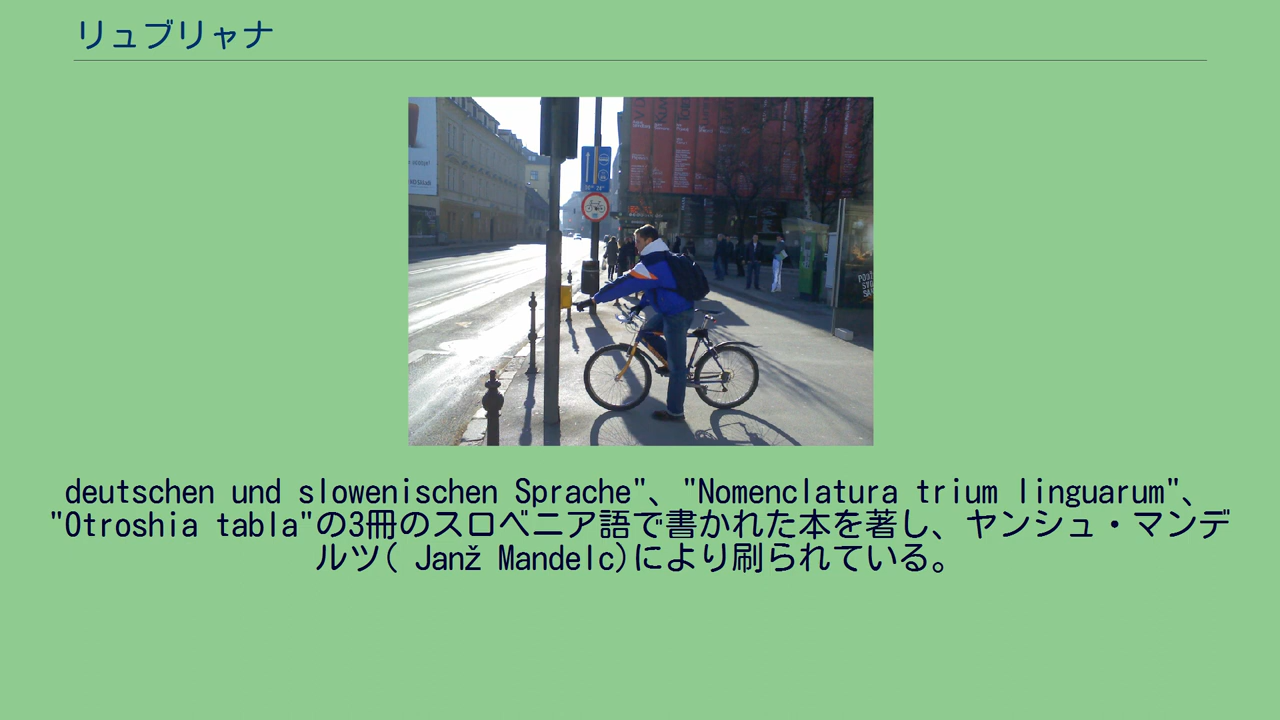 リュブリャナ
deutschen und slowenischen Sprache"、"Nomenclatura trium linguarum"、
"Otroshia tabla"の3冊のスロベニア語で書かれた本を著し、ヤンシュ・マンデ
ルツ( Janž Mandelc)により刷られている。